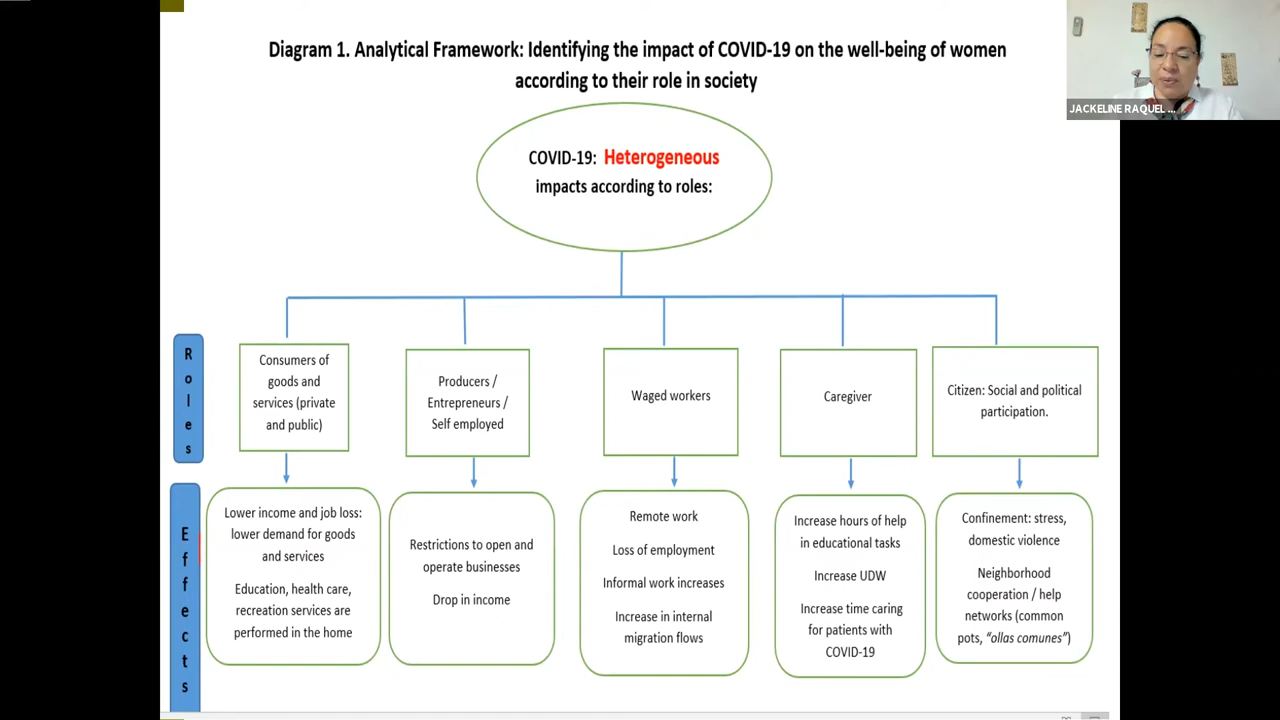 Diagram 1. Analytical Framework: Identifying the impact of COVID-19 on the well-being of women
according to their role in society
JACKELINE RAQUEL ...
COVID-19: Heterogeneous
impacts according to roles:
Roles
Consumers of
goods and
services (private
and public)
Producers /
Entrepreneurs /
Self employed
Waged workers
Caregiver
Citizen: Social and political
participation.
Effects
Lower income and job loss:
lower demand for goods
and services
Education, health care,
recreation services are
performed in the home
Restrictions to open and
operate businesses
Drop in income
Remote work
Loss of employment
Informal work increases
Increase in internal
migration flows
Increase hours of help
in educational tasks
Increase UDW
Increase time caring
for patients with
COVID-19
Confinement: stress,
domestic violence
Neighborhood
cooperation / help
networks (common
pots, “ollas comunes”)